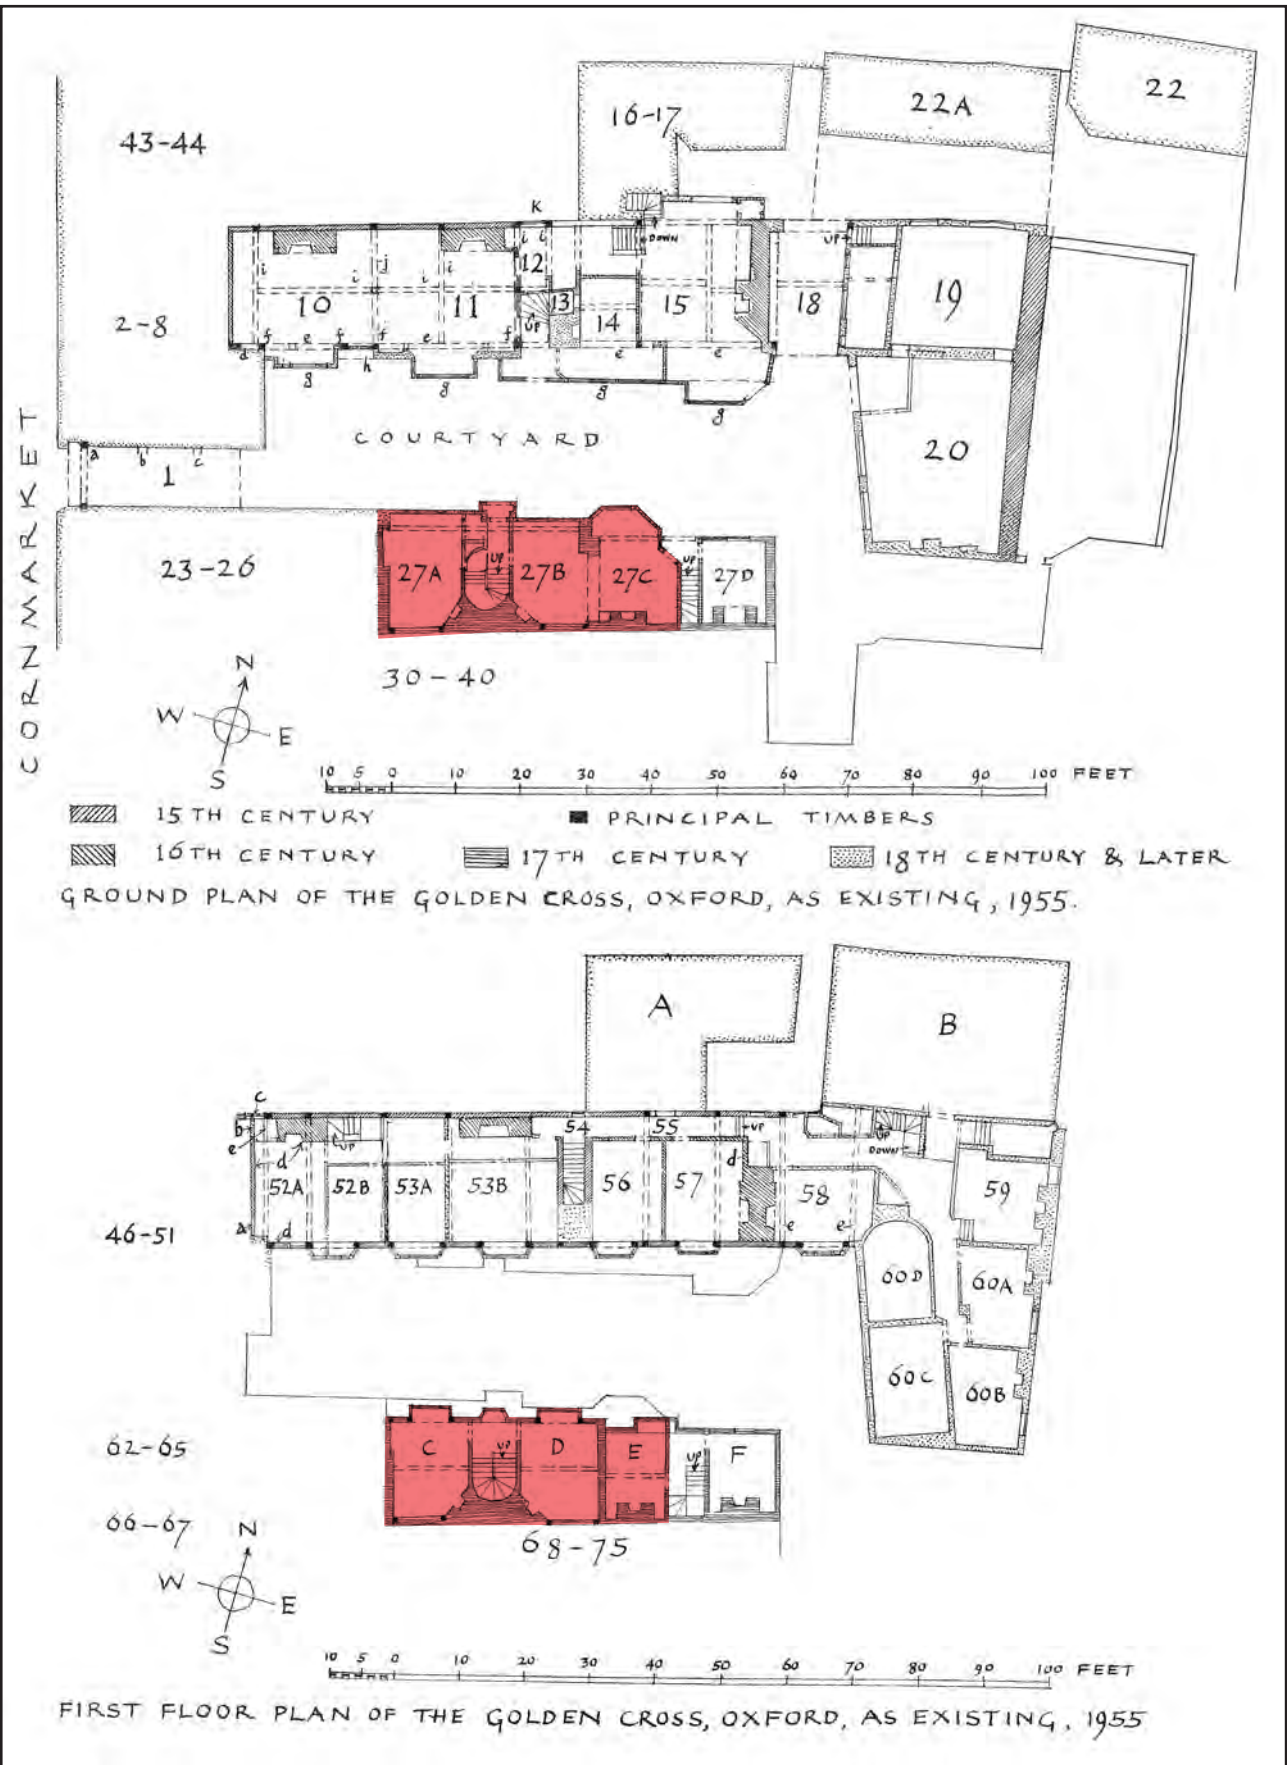 43-44
16-17
22A
22
K
DOWN
UP
i i
12
i j
i i i
10
11
13
14
15
18
19
2-8
UP
f e f f e f
d
h
e e
g g g g
COURTYARD
20
CORNMARKET
a b c
1
23-26
27A
UP
27B
27C
UP
27D
30-40
N
W
E
S
10 5 0 10 20 30 40 50 60 70 80 90 100 FEET
15TH CENTURY
PRINCIPAL TIMBERS
16TH CENTURY
17TH CENTURY
18TH CENTURY & LATER
GROUND PLAN OF THE GOLDEN CROSS, OXFORD, AS EXISTING, 1955.
A
B
c
b
e
54
55
UP
UP
DOWN
UP
d
d
52A
52B
53A
53B
56
57
58
59
46-51
a
d
e e
60D
60A
60C
60B
62-65
C
UP
D
E
UP
F
66-67
68-75
N
W
E
S
10 5 0 10 20 30 40 50 60 70 80 90 100 FEET
FIRST FLOOR PLAN OF THE GOLDEN CROSS, OXFORD, AS EXISTING, 1955